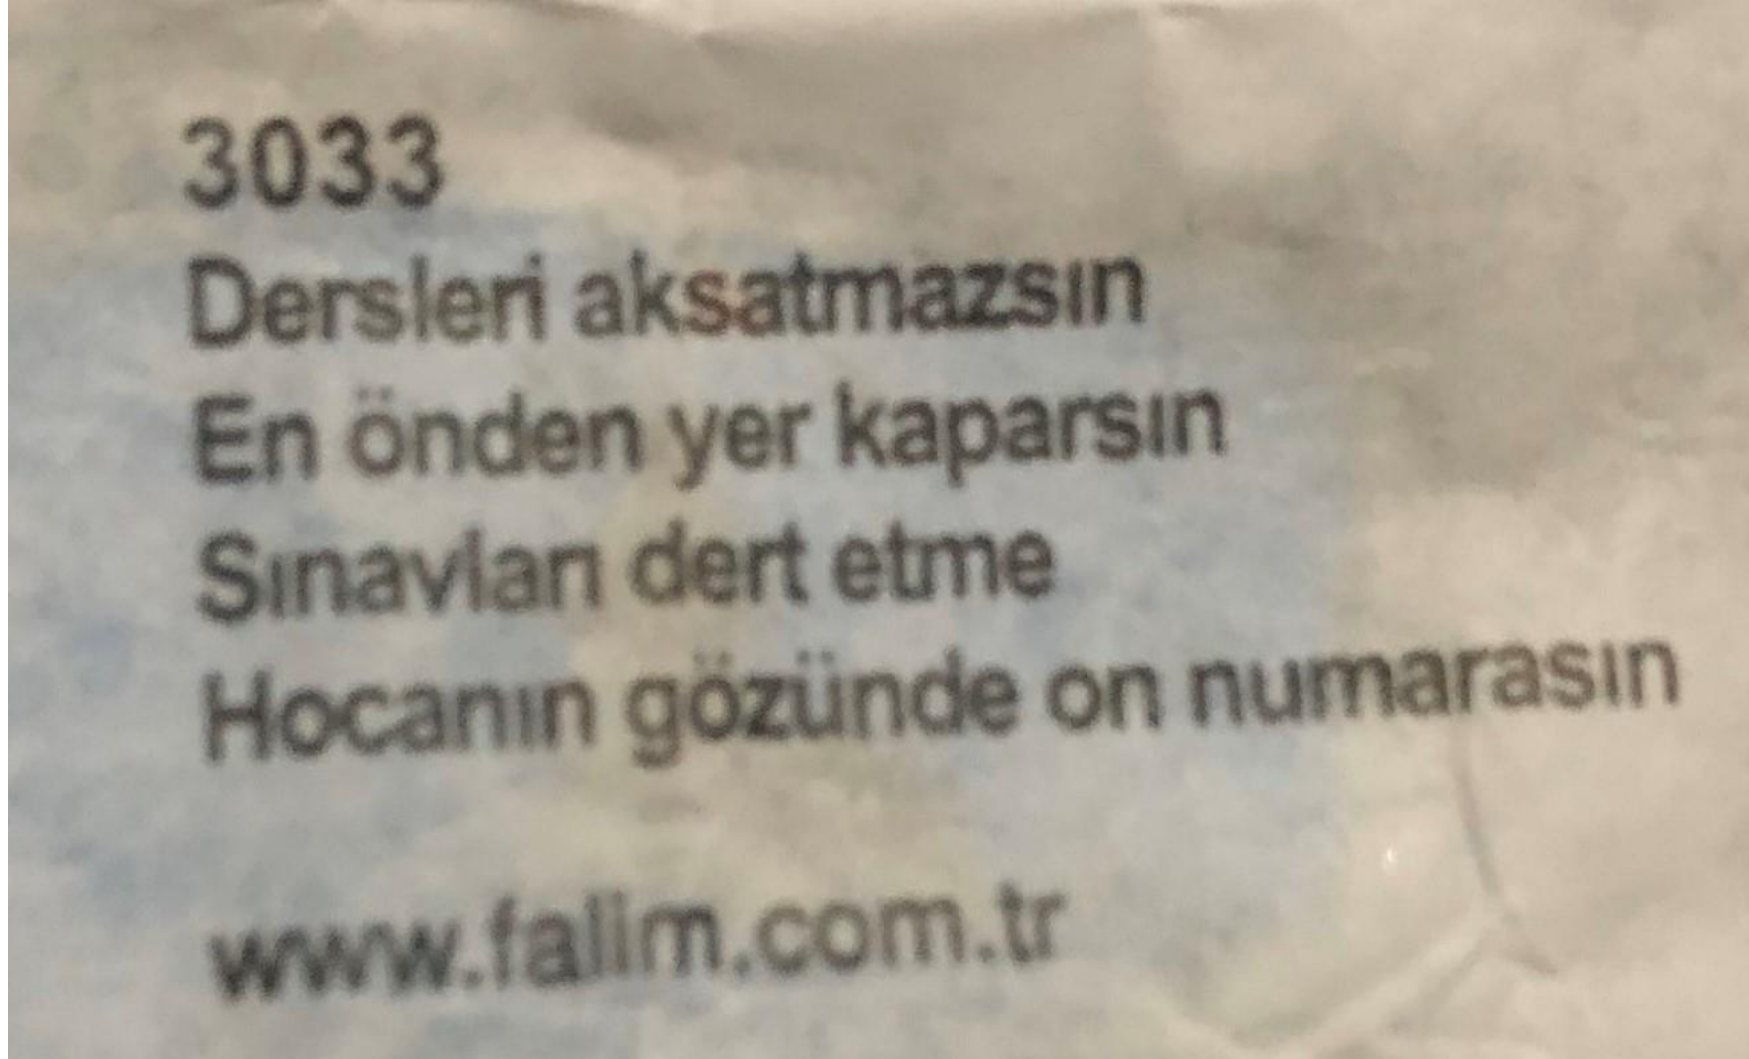 3033
Dersleri aksatmazsın
En önden yer kaparsın
Sınavları dert etme
Hocanın gözünde on numarasın
www.falim.com.tr